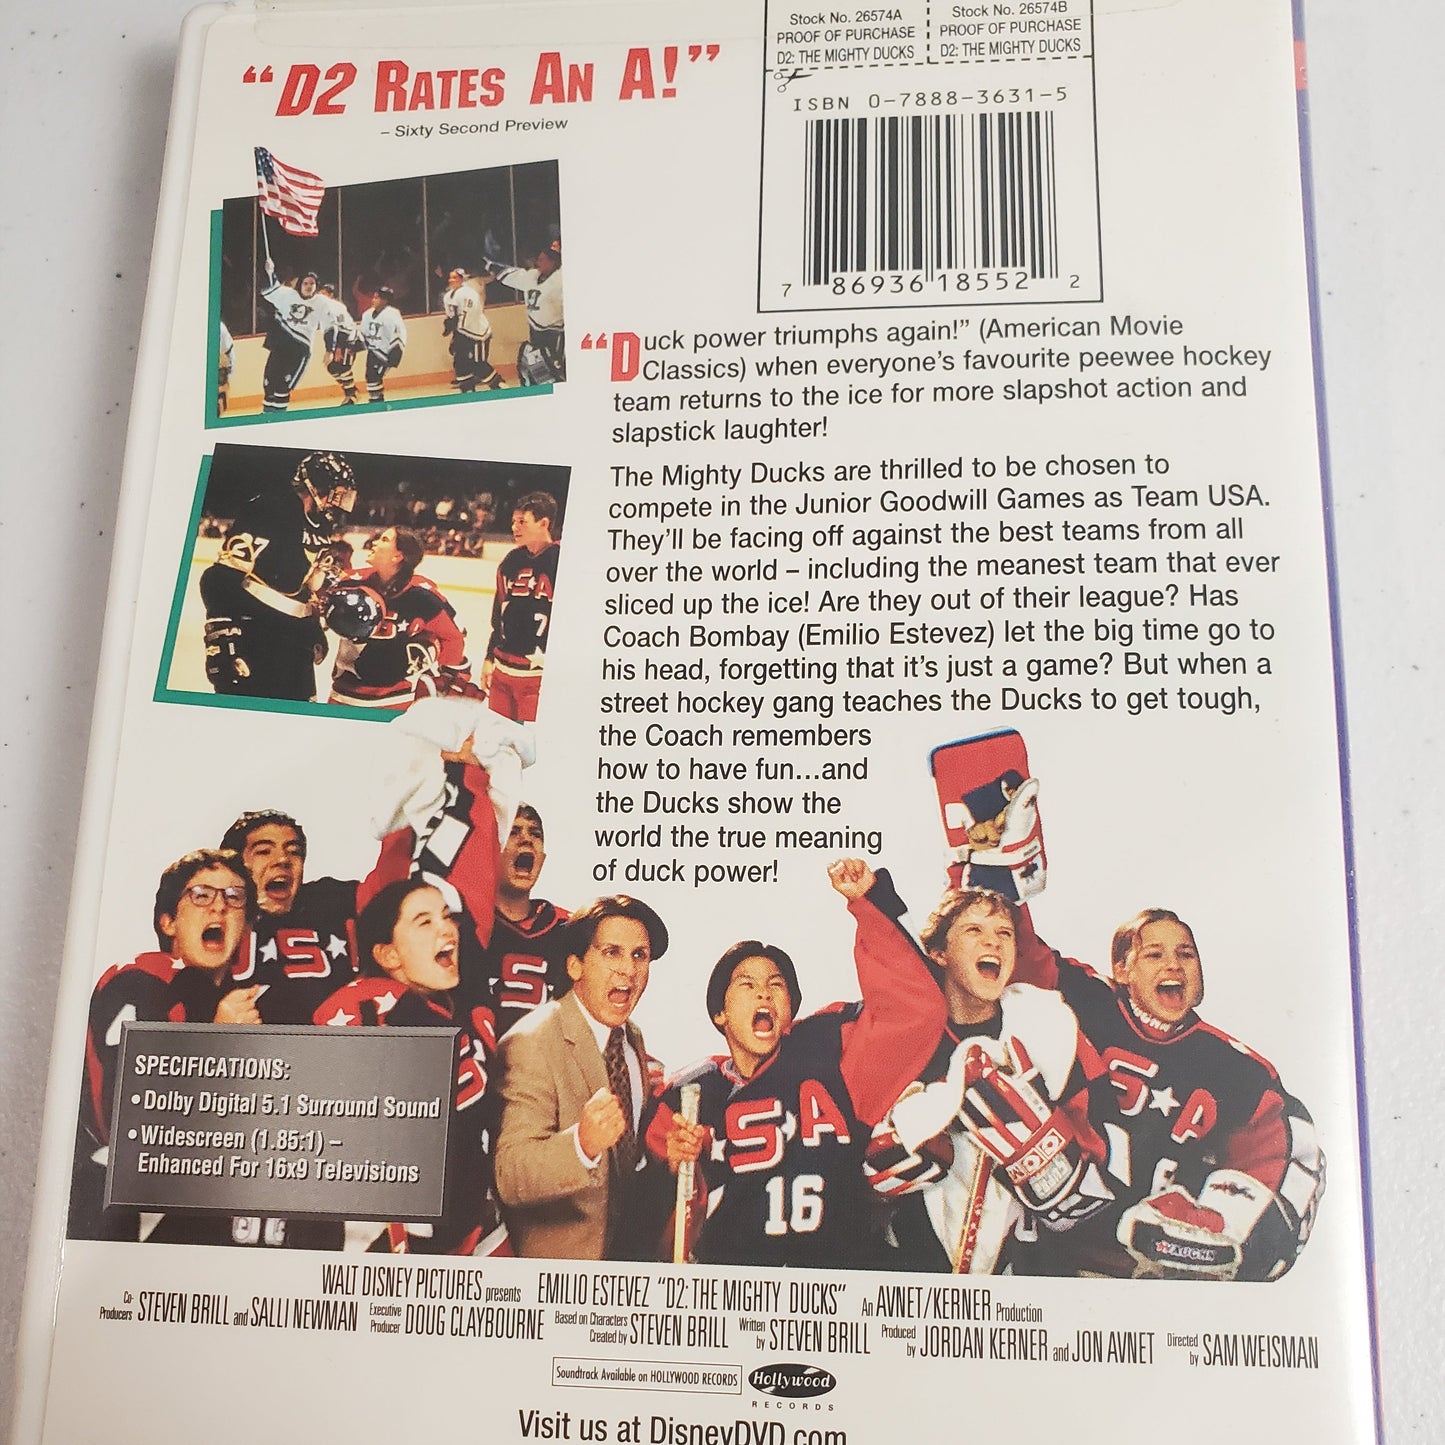 Stock No. 26574A
PROOF OF PURCHASE
D2: THE MIGHTY DUCKS
Stock No. 26574B
PROOF OF PURCHASE
D2: THE MIGHTY DUCKS
ISBN 0-7888-3631-5
7 86936 18552 2
“D2 RATES AN A!”
– Sixty Second Preview
“Duck power triumphs again!” (American Movie
Classics) when everyone’s favourite peewee hockey
team returns to the ice for more slapshot action and
slapstick laughter!
The Mighty Ducks are thrilled to be chosen to
compete in the Junior Goodwill Games as Team USA.
They’ll be facing off against the best teams from all
over the world – including the meanest team that ever
sliced up the ice! Are they out of their league? Has
Coach Bombay (Emilio Estevez) let the big time go to
his head, forgetting that it’s just a game? But when a
street hockey gang teaches the Ducks to get tough,
the Coach remembers
how to have fun...and
the Ducks show the
world the true meaning
of duck power!
27
USA
7
USA
USA
16
USA
VAUGHN
VAUGHN
SPECIFICATIONS:
• Dolby Digital 5.1 Surround Sound
• Widescreen (1.85:1) –
Enhanced For 16x9 Televisions
WALT DISNEY PICTURES presents EMILIO ESTEVEZ “D2: THE MIGHTY DUCKS” An AVNET/KERNER Production
Co-Producers STEVEN BRILL and SALLI NEWMAN Executive Producer DOUG CLAYBOURNE Based on Characters Created by STEVEN BRILL Written by STEVEN BRILL Produced by JORDAN KERNER and JON AVNET Directed by SAM WEISMAN
Soundtrack Available on HOLLYWOOD RECORDS
Hollywood
RECORDS
Visit us at DisneyDVD.com